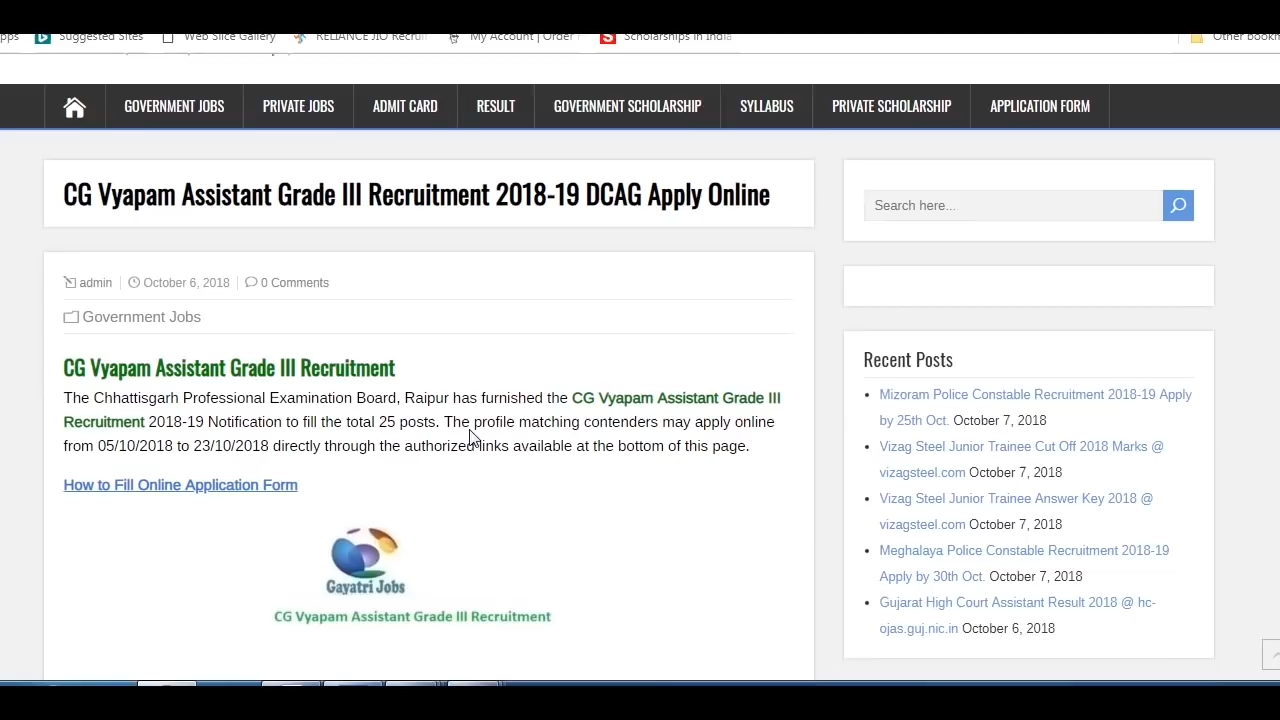 Suggested Sites Web Slice Gallery RELIANCE JIO My Account | Order Scholarships in India Other
GOVERNMENT JOBS PRIVATE JOBS ADMIT CARD RESULT GOVERNMENT SCHOLARSHIP SYLLABUS PRIVATE SCHOLARSHIP APPLICATION FORM
CG Vyapam Assistant Grade III Recruitment 2018-19 DCAG Apply Online
admin October 6, 2018 0 Comments
Government Jobs
CG Vyapam Assistant Grade III Recruitment
The Chhattisgarh Professional Examination Board, Raipur has furnished the CG Vyapam Assistant Grade III
Recruitment 2018-19 Notification to fill the total 25 posts. The profile matching contenders may apply online
from 05/10/2018 to 23/10/2018 directly through the authorized links available at the bottom of this page.
How to Fill Online Application Form
Gayatri Jobs
CG Vyapam Assistant Grade III Recruitment
Search here...
Recent Posts
Mizoram Police Constable Recruitment 2018-19 Apply
by 25th Oct. October 7, 2018
Vizag Steel Junior Trainee Cut Off 2018 Marks @
vizagsteel.com October 7, 2018
Vizag Steel Junior Trainee Answer Key 2018 @
vizagsteel.com October 7, 2018
Meghalaya Police Constable Recruitment 2018-19
Apply by 30th Oct. October 7, 2018
Gujarat High Court Assistant Result 2018 @ hc-
ojas.guj.nic.in October 6, 2018